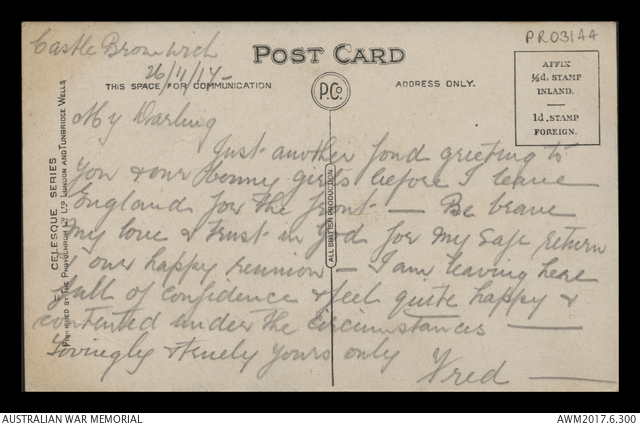 PR03144
Castle Bromwich
26/11/17-
POST CARD
THIS SPACE FOR COMMUNICATION
P.Co.
ADDRESS ONLY.
AFFIX
½d. STAMP
INLAND.
1d. STAMP
FOREIGN.
CELESQUE SERIES
PUBLISHED BY THE PHOTOCHROM CO LTD LONDON AND TUNBRIDGE WELLS
ALL BRITISH PRODUCTION
My Darling
Just another fond greeting to
you & our bonny girls before I leave
England for the front — Be brave
My love & trust in God for my safe return
& our happy reunion — I am leaving here
full of confidence & feel quite happy &
contented under the circumstances —
Lovingly & truely yours only
Fred —
AUSTRALIAN WAR MEMORIAL
AWM2017.6.300